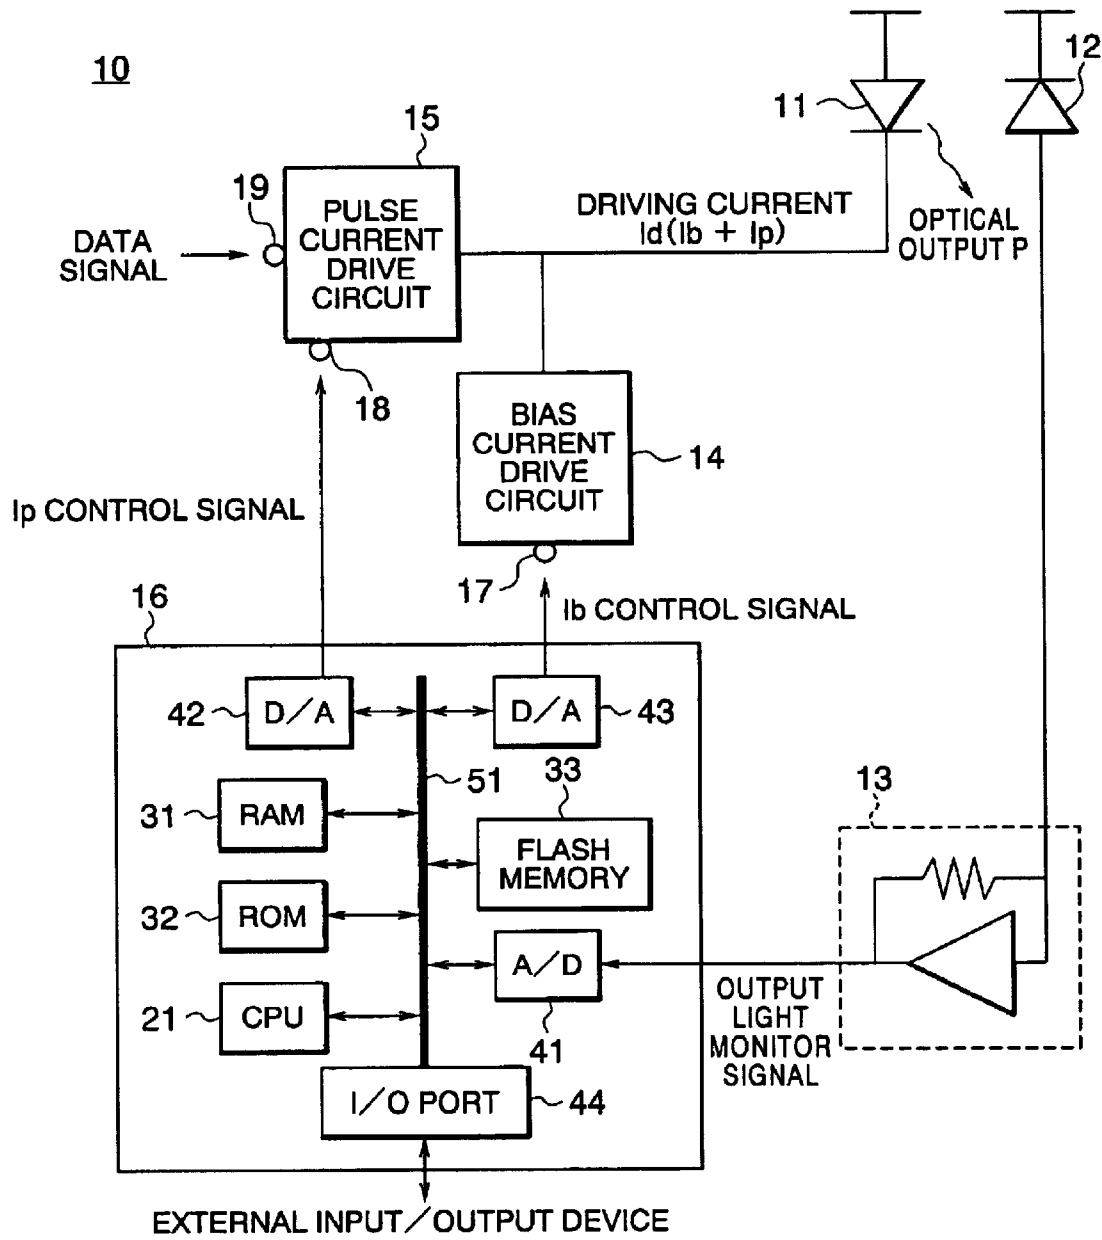 10
11
12
15
19
PULSE
CURRENT
DRIVE
CIRCUIT
DATA
SIGNAL
DRIVING CURRENT
Id(Ib + Ip)
OPTICAL
OUTPUT P
18
BIAS
CURRENT
DRIVE
CIRCUIT
14
Ip CONTROL SIGNAL
17
Ib CONTROL SIGNAL
16
42
D/A
D/A
43
51
33
31
RAM
FLASH
MEMORY
13
32
ROM
A/D
41
21
CPU
OUTPUT
LIGHT
MONITOR
SIGNAL
I/O PORT
44
EXTERNAL INPUT/OUTPUT DEVICE